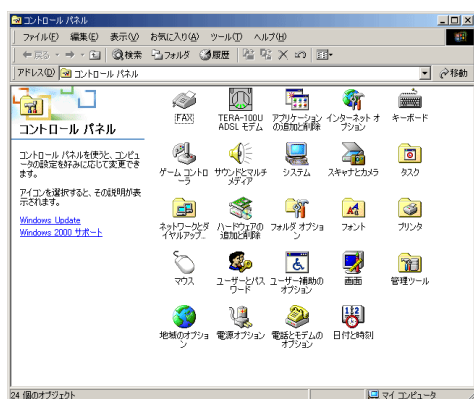 コントロール パネル
ファイル(F) 編集(E) 表示(V) お気に入り(A) ツール(T) ヘルプ(H)
戻る 検索 フォルダ 履歴
アドレス(D) コントロール パネル 移動
コントロール パネル
コントロール パネルを使うと、コンピュ
ータの設定を好みに応じて変更でき
ます。
アイコンを選択すると、その説明が表
示されます。
Windows Update
Windows 2000 サポート
FAX
TERA-100U
ADSL モデム
アプリケーション
の追加と削除
インターネット オ
プション
キーボード
ゲーム コントロ
ーラ
サウンドとマルチ
メディア
システム
スキャナとカメラ
タスク
ネットワークとダ
イヤルアップ...
ハードウェアの
追加と削除
フォルダ オプショ
ン
フォント
プリンタ
マウス
ユーザーとパス
ワード
ユーザー補助の
オプション
画面
管理ツール
地域のオプショ
ン
電源オプション
電話とモデムの
オプション
日付と時刻
24 個のオブジェクト
マイ コンピュータ